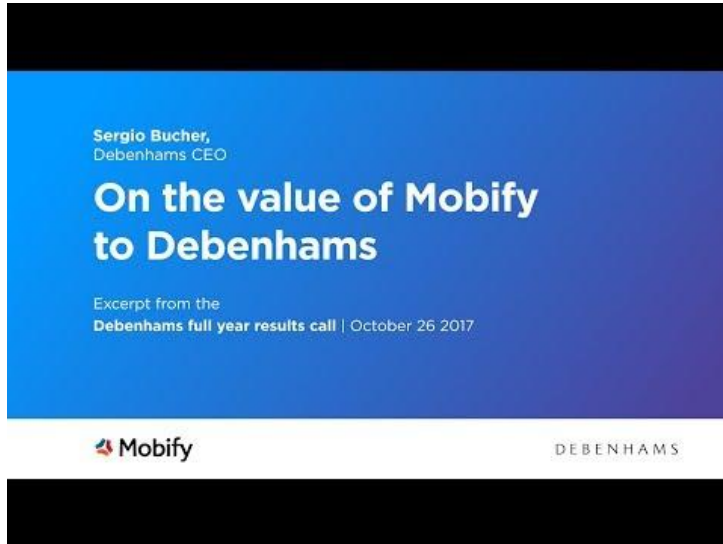 Sergio Bucher,
Debenhams CEO
On the value of Mobify
to Debenhams
Excerpt from the
Debenhams full year results call | October 26 2017
Mobify
DEBENHAMS